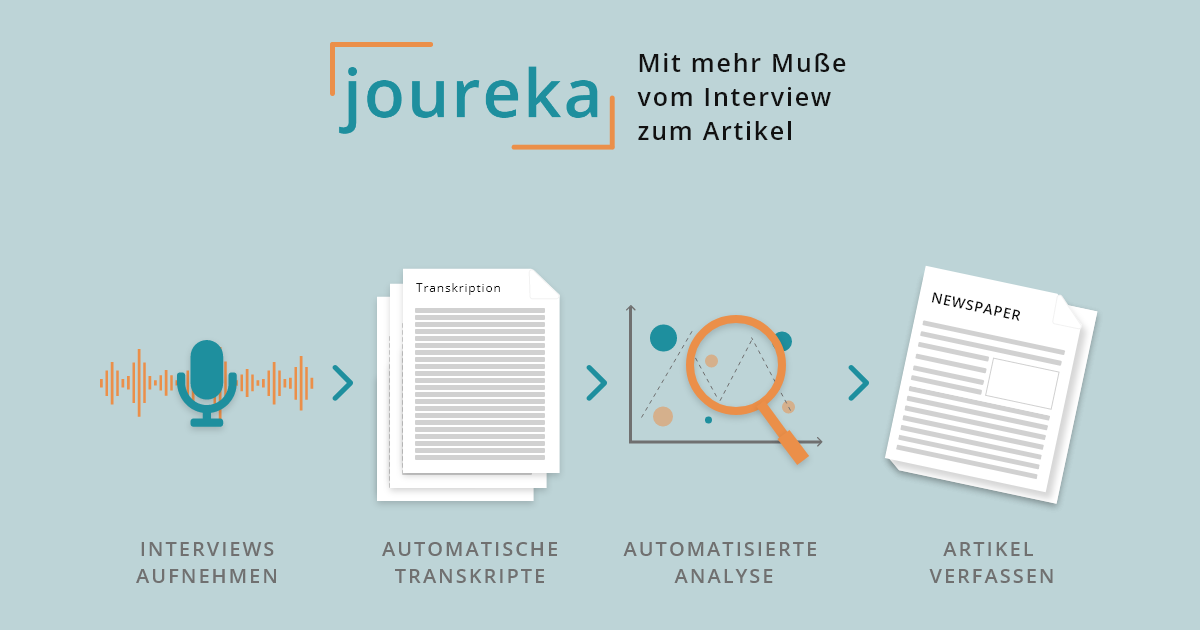 joureka
Mit mehr Muße
vom Interview
zum Artikel
Transkription
NEWSPAPER
INTERVIEWS
AUFNEHMEN
AUTOMATISCHE
TRANSKRIPTE
AUTOMATISIERTE
ANALYSE
ARTIKEL
VERFASSEN